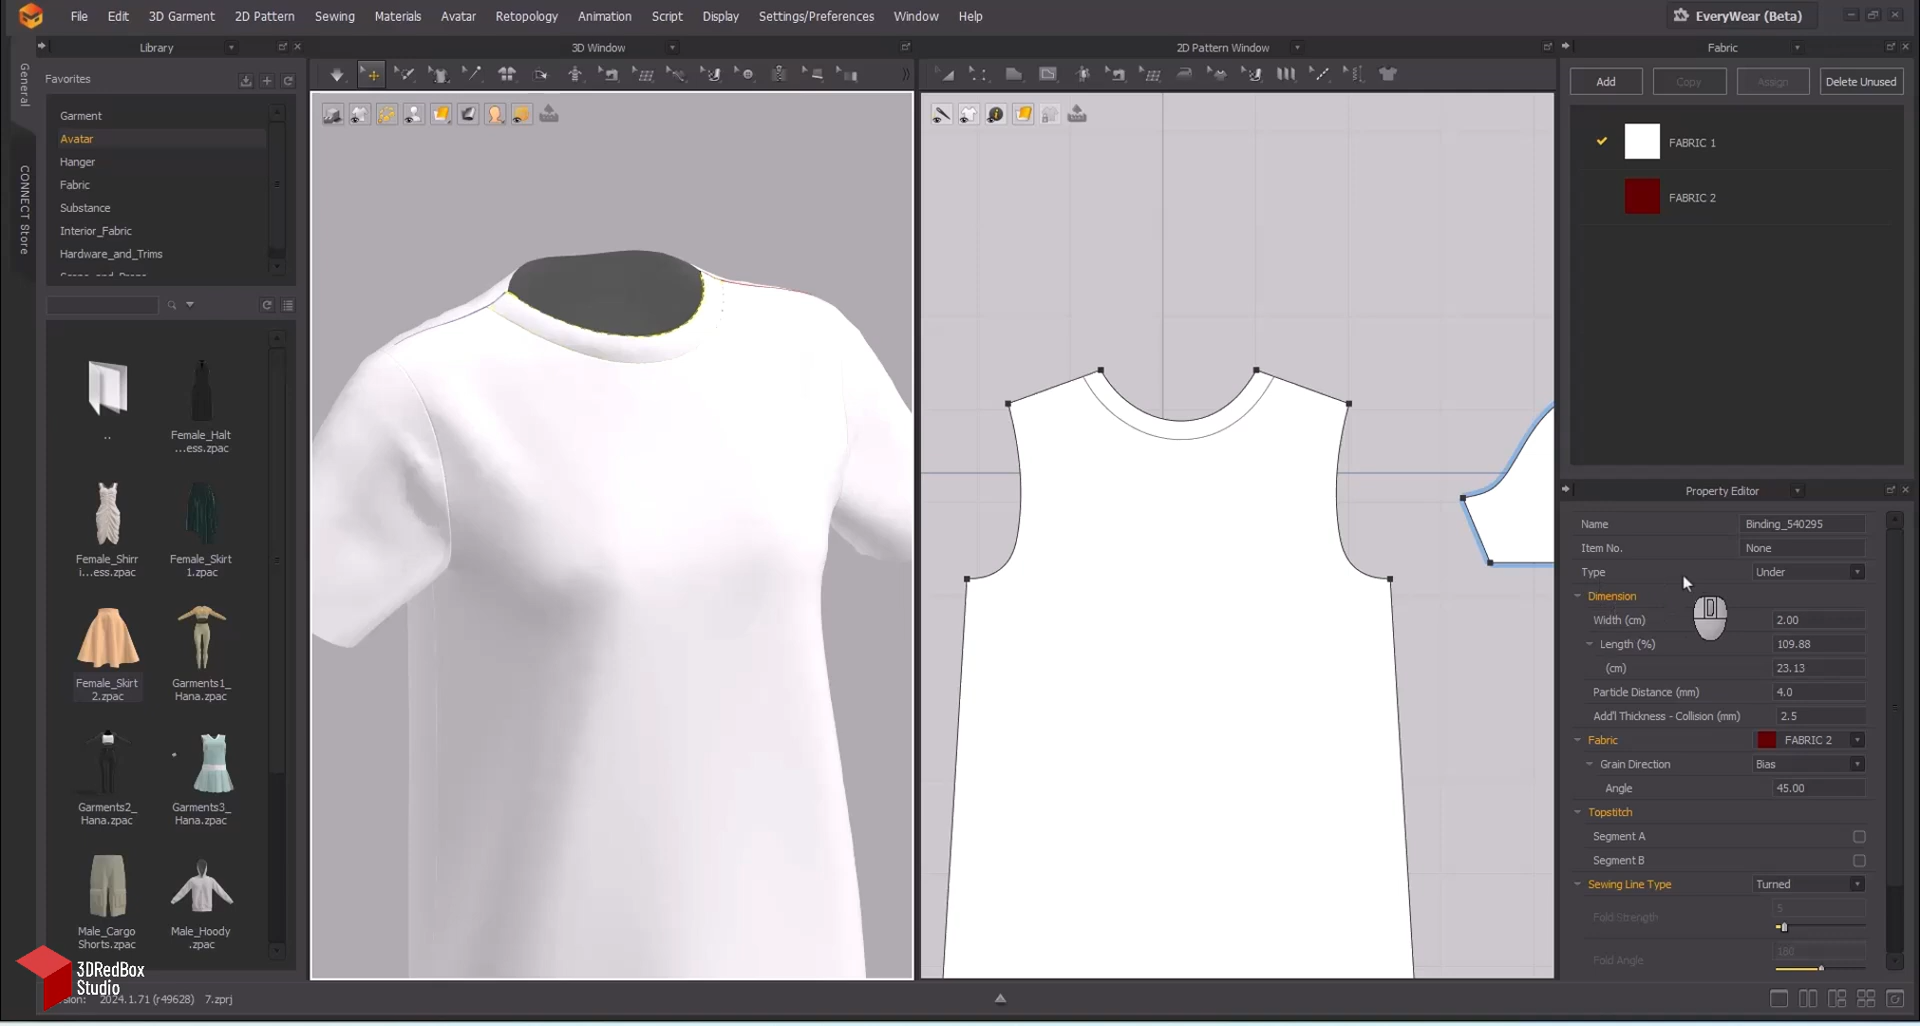 File Edit 3D Garment 2D Pattern Sewing Materials Avatar Retopology Animation Script Display Settings/Preferences Window Help
EveryWear (Beta)
Library
3D Window
2D Pattern Window
Fabric
General
CONNECT Store
Favorites
Garment
Avatar
Hanger
Fabric
Substance
Interior_Fabric
Hardware_and_Trims
..
Female_Halt
...ess.zpac
Female_Shirr
i...ess.zpac
Female_Skirt
1.zpac
Female_Skirt
2.zpac
Garments1_
Hana.zpac
Garments2_
Hana.zpac
Garments3_
Hana.zpac
Male_Cargo
Shorts.zpac
Male_Hoody
.zpac
3DRedBox
Studio
2024.1.71 (r49628) 7.zprj
Add Copy Assign Delete Unused
FABRIC 1
FABRIC 2
Property Editor
Name Binding_540295
Item No. None
Type Under
Dimension
Width (cm) 2.00
Length (%) 109.88
(cm) 23.13
Particle Distance (mm) 4.0
Add'l Thickness - Collision (mm) 2.5
Fabric FABRIC 2
Grain Direction Bias
Angle 45.00
Topstitch
Segment A
Segment B
Sewing Line Type Turned
Fold Strength 5
Fold Angle 180